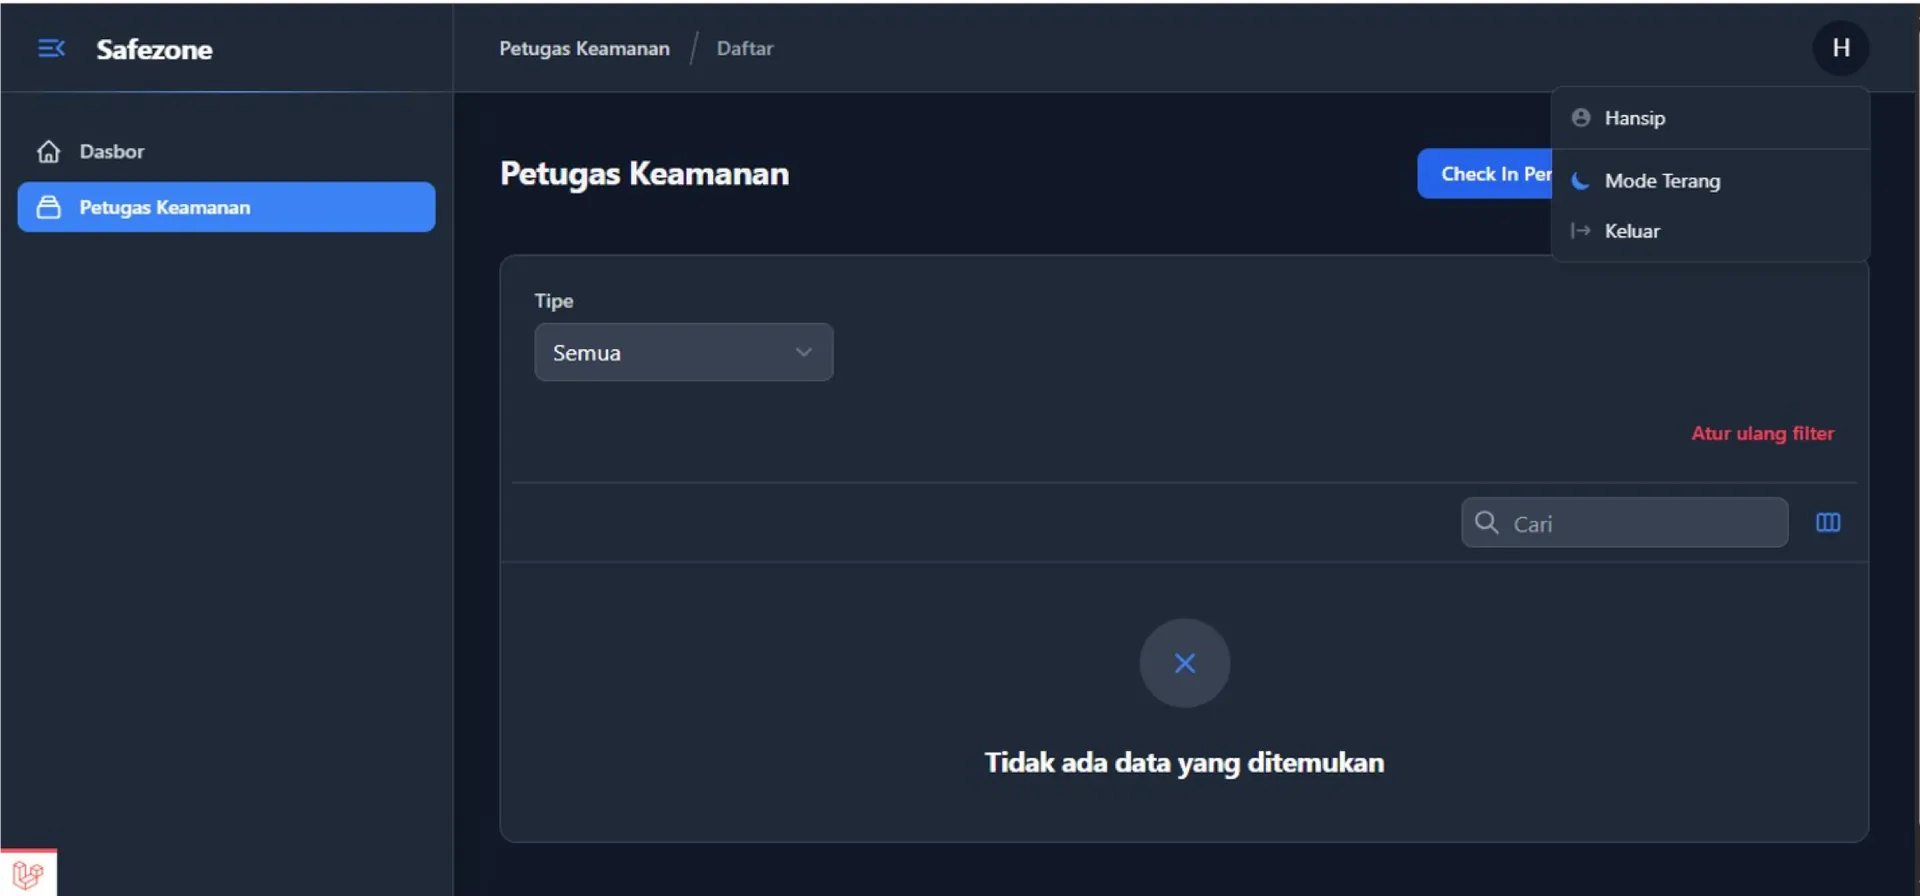 Safezone
Petugas Keamanan / Daftar
H
Hansip
Mode Terang
Keluar
Dasbor
Petugas Keamanan
Petugas Keamanan
Check In Per
Tipe
Semua
Atur ulang filter
Cari
Tidak ada data yang ditemukan